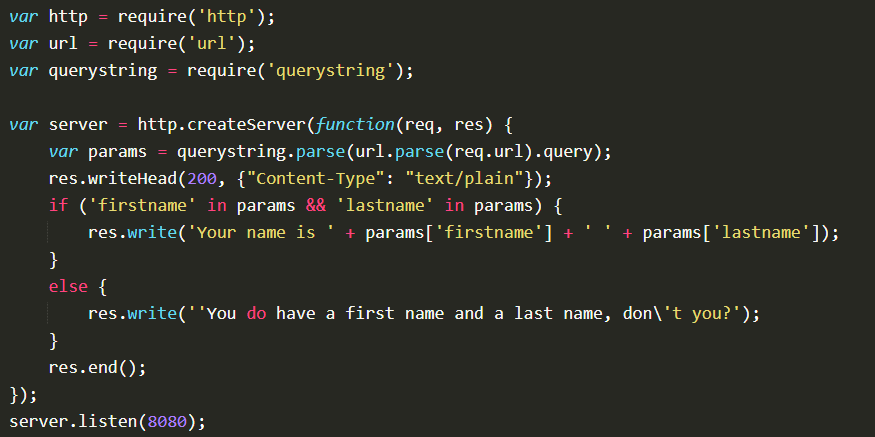 var http = require('http');
var url = require('url');
var querystring = require('querystring');

var server = http.createServer(function(req, res) {
    var params = querystring.parse(url.parse(req.url).query);
    res.writeHead(200, {"Content-Type": "text/plain"});
    if ('firstname' in params && 'lastname' in params) {
        res.write('Your name is ' + params['firstname'] + ' ' + params['lastname']);
    }
    else {
        res.write(''You do have a first name and a last name, don\'t you?');
    }
    res.end();
});
server.listen(8080);